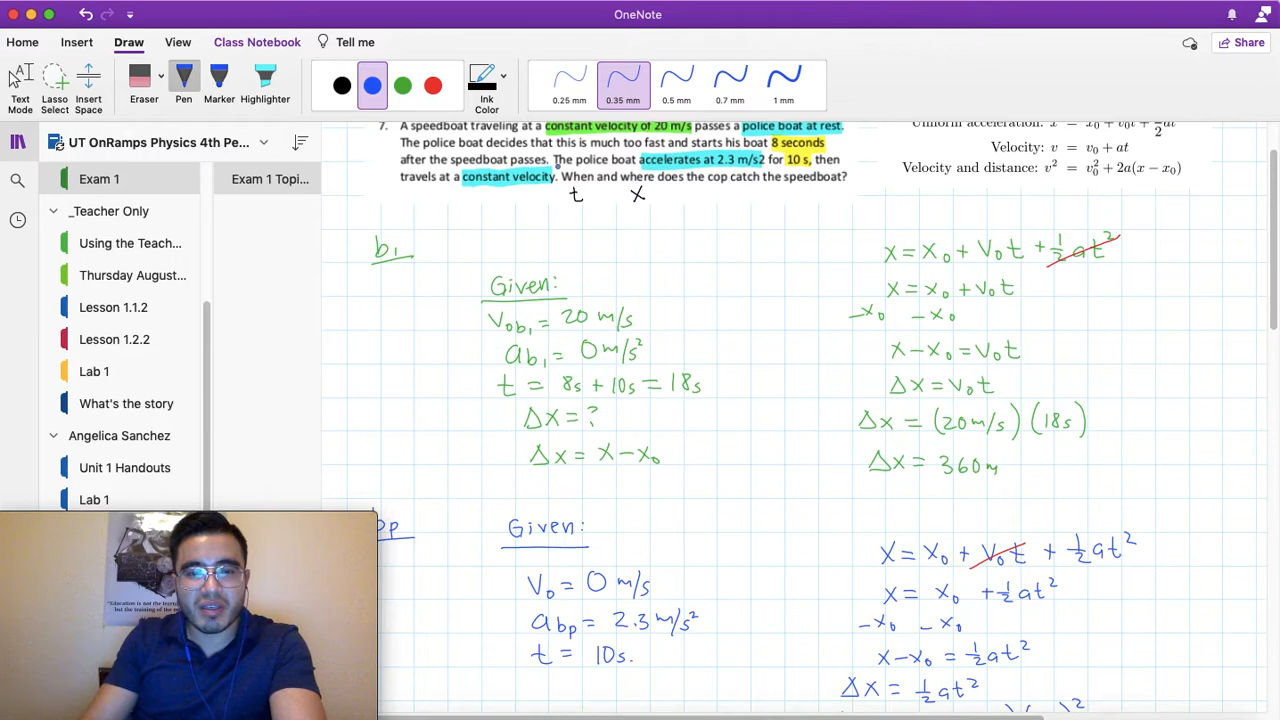 OneNote
Home Insert Draw View Class Notebook Tell me Share
Text Mode Lasso Select Insert Space Eraser Pen Marker Highlighter Ink Color 0.25 mm 0.35 mm 0.5 mm 0.7 mm 1 mm
UT OnRamps Physics 4th Pe...
Exam 1
Exam 1 Topi...
_Teacher Only
Using the Teach...
Thursday August...
Lesson 1.1.2
Lesson 1.2.2
Lab 1
What's the story
Angelica Sanchez
Unit 1 Handouts
Lab 1
7. A speedboat traveling at a constant velocity of 20 m/s passes a police boat at rest.
The police boat decides that this is much too fast and starts his boat 8 seconds
after the speedboat passes. The police boat accelerates at 2.3 m/s2 for 10 s, then
travels at a constant velocity. When and where does the cop catch the speedboat?
t x
Uniform acceleration: x = x₀ + v₀t + at²/2
Velocity: v = v₀ + at
Velocity and distance: v² = v₀² + 2a(x − x₀)
b₁
Given:
V₀b₁ = 20 m/s
ab₁ = 0 m/s²
t = 8s + 10s = 18s
Δx = ?
Δx = x − x₀
x = x₀ + v₀t + ½at²
x = x₀ + v₀t
−x₀ −x₀
x − x₀ = v₀t
Δx = v₀t
Δx = (20m/s) (18s)
Δx = 360m
bp
Given:
V₀ = 0 m/s
abp = 2.3 m/s²
t = 10s.
x = x₀ + v₀t + ½at²
x = x₀ + ½at²
−x₀ −x₀
x − x₀ = ½at²
Δx = ½at²